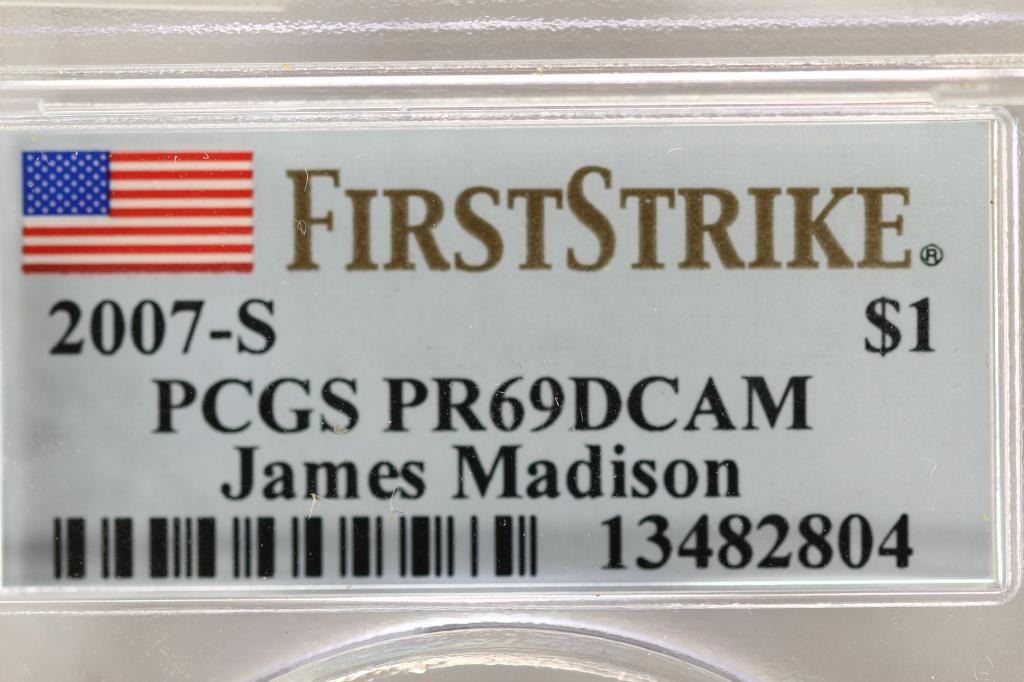 FIRSTSTRIKE®
2007-S $1
PCGS PR69DCAM
James Madison
13482804